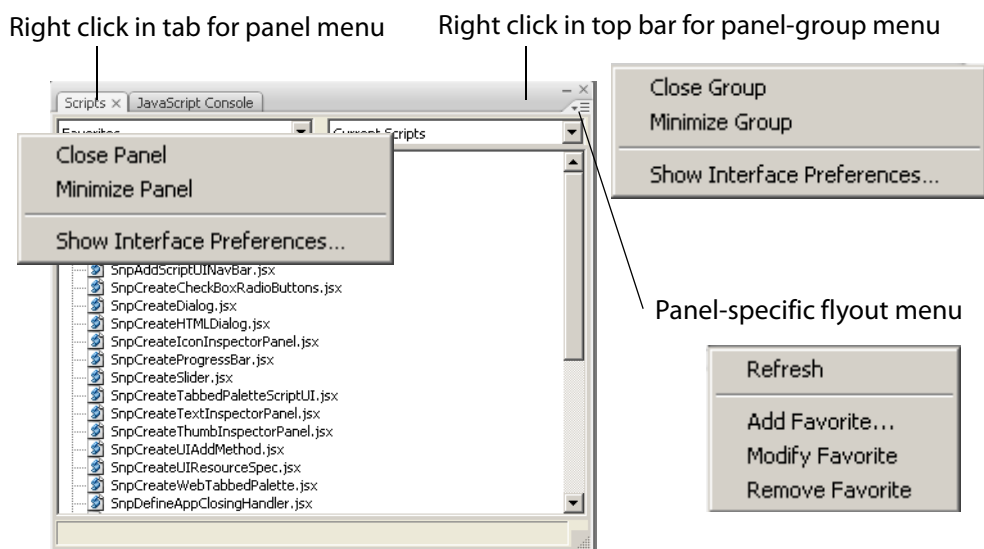 Right click in tab for panel menu
Right click in top bar for panel-group menu
Scripts × JavaScript Console
Favorites
Current Scripts
Close Panel
Minimize Panel
Show Interface Preferences...
Close Group
Minimize Group
Show Interface Preferences...
SnpAddScriptUINavBar.jsx
SnpCreateCheckBoxRadioButtons.jsx
SnpCreateDialog.jsx
SnpCreateHTMLDialog.jsx
SnpCreateIconInspectorPanel.jsx
SnpCreateProgressBar.jsx
SnpCreateSlider.jsx
SnpCreateTabbedPaletteScriptUI.jsx
SnpCreateTextInspectorPanel.jsx
SnpCreateThumbInspectorPanel.jsx
SnpCreateUIAddMethod.jsx
SnpCreateUIResourceSpec.jsx
SnpCreateWebTabbedPalette.jsx
SnpDefineAppClosingHandler.jsx
Panel-specific flyout menu
Refresh
Add Favorite...
Modify Favorite
Remove Favorite